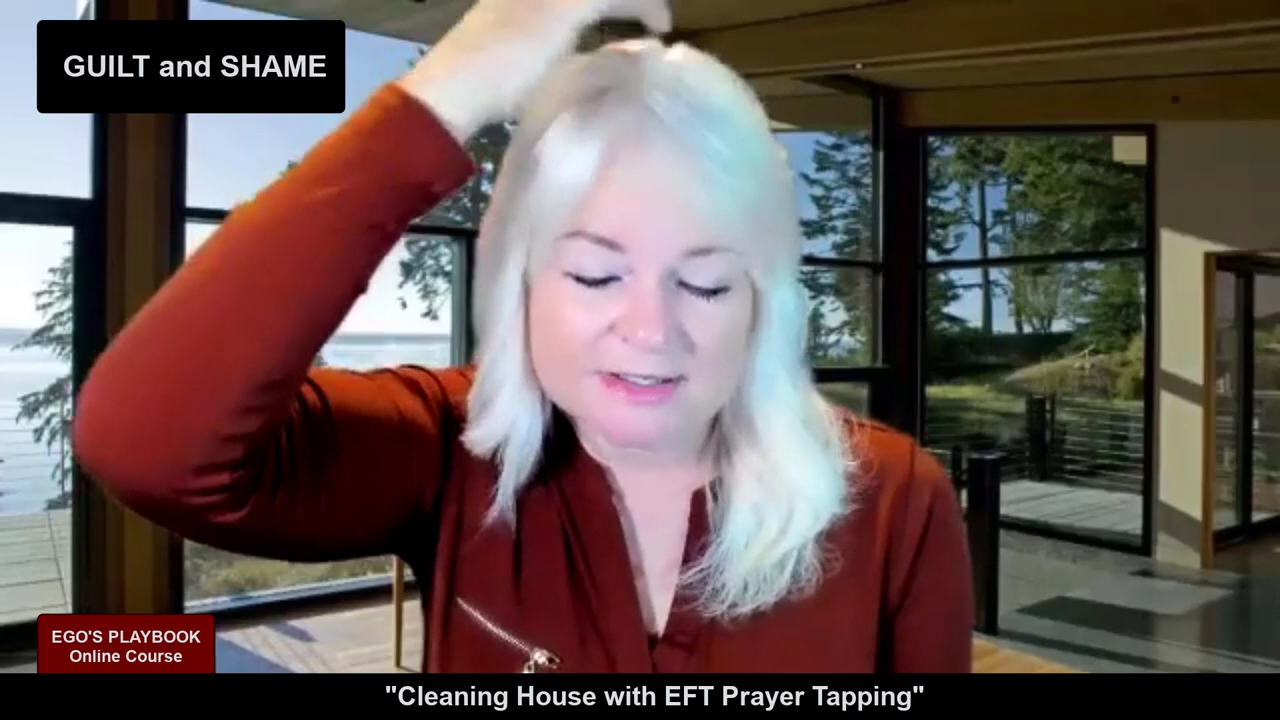 GUILT and SHAME
EGO'S PLAYBOOK
Online Course
"Cleaning House with EFT Prayer Tapping"